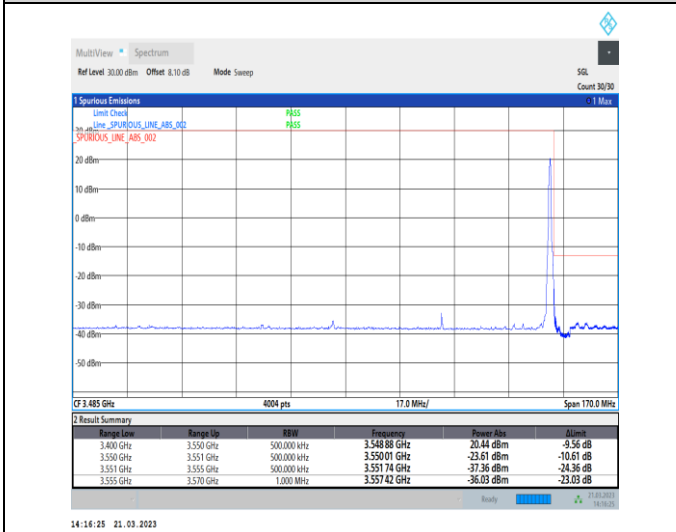 MultiView Spectrum
Ref Level 30.00 dBm Offset 8.10 dB Mode Sweep SGL
Count 30/30
1 Spurious Emissions 1 Max
Limit Check PASS
Line _SPURIOUS_LINE_ABS_002 PASS
_SPURIOUS_LINE_ABS_002
20 dBm
10 dBm
0 dBm
-10 dBm
-20 dBm
-30 dBm
-40 dBm
-50 dBm
CF 3.485 GHz 4004 pts 17.0 MHz/ Span 170.0 MHz
2 Result Summary
Range Low Range Up RBW Frequency Power Abs ΔLimit
3.400 GHz 3.550 GHz 500.000 kHz 3.548 88 GHz 20.44 dBm -9.56 dB
3.550 GHz 3.551 GHz 500.000 kHz 3.550 01 GHz -23.61 dBm -10.61 dB
3.551 GHz 3.555 GHz 500.000 kHz 3.551 74 GHz -37.36 dBm -24.36 dB
3.555 GHz 3.570 GHz 1.000 MHz 3.557 42 GHz -36.03 dBm -23.03 dB
Ready 21.03.2023
14:16:25
14:16:25 21.03.2023